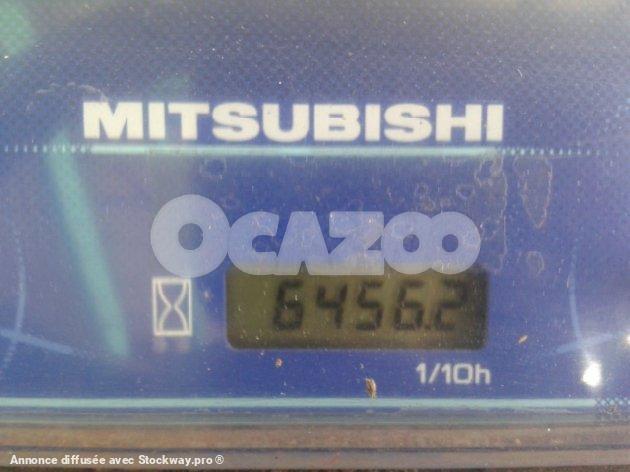 MITSUBISHI
OCAZOO
6456.2
1/10h
Annonce diffusée avec Stockway.pro®